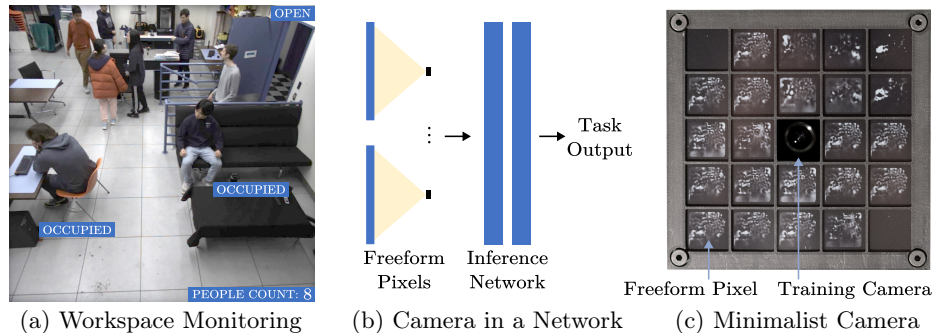 OPEN
OCCUPIED
OCCUPIED
PEOPLE COUNT: 8
(a) Workspace Monitoring
Freeform
Pixels
Inference
Network
Task
Output
(b) Camera in a Network
Freeform Pixel
Training Camera
(c) Minimalist Camera